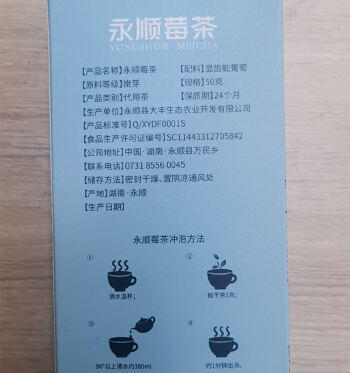 永顺莓茶
YONGSHUN MEICHA
【产品名称】永顺莓茶 【配料】显齿蛇葡萄
【原料等级】嫩芽 【规格】50克
【产品类别】代用茶 【保质期】24个月
【生产单位】永顺县大丰生态农业开发有限公司
【产品标准号】Q/XYDF0001S
【食品生产许可证编号】SC11443312705842
【公司地址】中国·湖南·永顺县万民乡
【联系电话】0731 8556 0045
【储存方法】密封干燥、置阴凉通风处
【产地】湖南·永顺
【生产日期】
永顺莓茶冲泡方法
① ②
沸水温杯； 投干茶3克；
③ ④
96°以上沸水约380ml 约1分钟出汤。